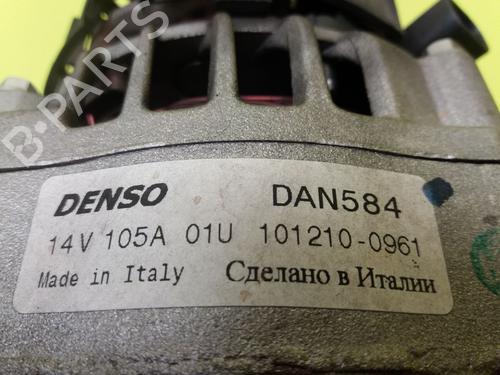 DENSO DAN584
14V 105A 01U 101210-0961
Made in Italy Сделано в Италии
B-PARTS